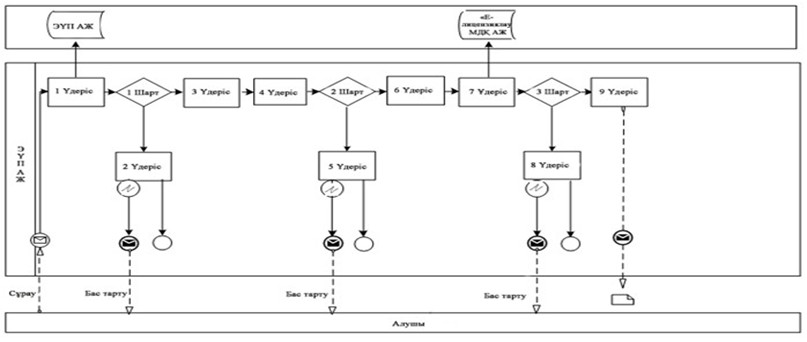 ЭҮП АЖ
«Е-
лицензиялау
МДҚ АЖ
ЭҮП АЖ
1 Үдеріс
1 Шарт
3 Үдеріс
4 Үдеріс
2 Шарт
6 Үдеріс
7 Үдеріс
3 Шарт
9 Үдеріс
2 Үдеріс
5 Үдеріс
8 Үдеріс
Сұрау
Бас тарту
Бас тарту
Бас тарту
Алушы